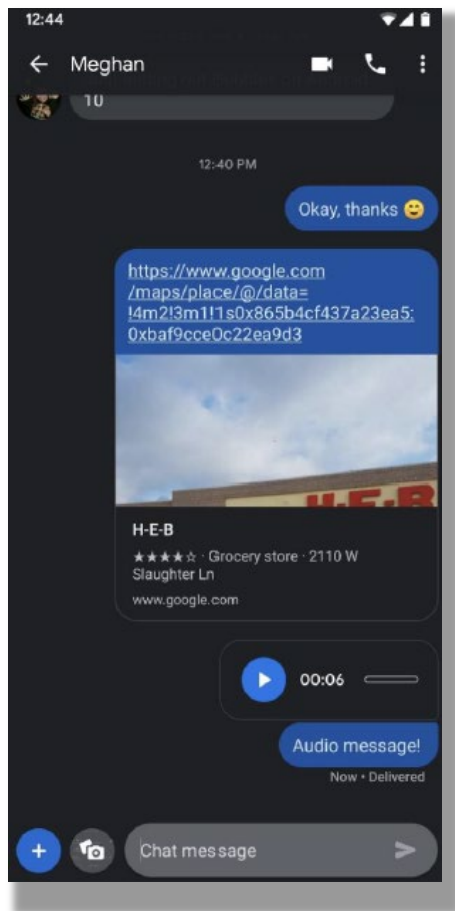 12:44
Meghan
10
12:40 PM
Okay, thanks 😊
https://www.google.com
/maps/place/@/data=
!4m2!3m1!1s0x865b4cf437a23ea5:
0xbaf9cce0c22ea9d3
H-E-B
H-E-B
★★★★☆ · Grocery store · 2110 W
Slaughter Ln
www.google.com
00:06
Audio message!
Now • Delivered
Chat message